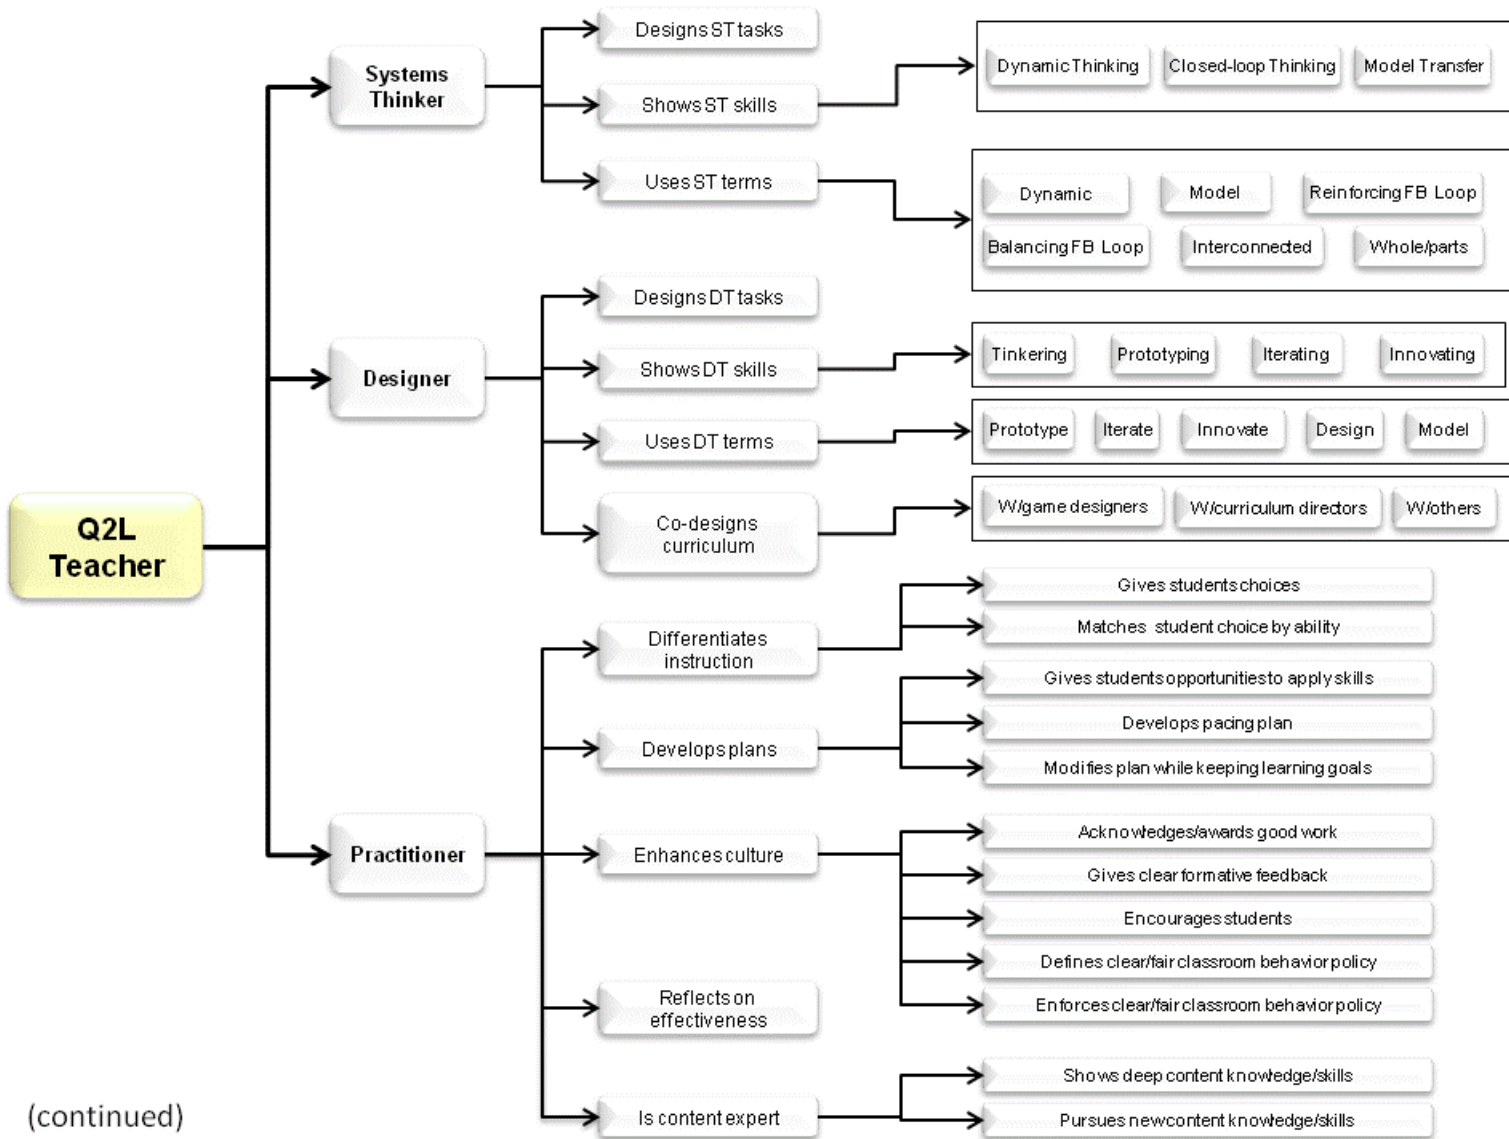 Q2L
Teacher
Systems
Thinker
Designs ST tasks
Shows ST skills
Dynamic Thinking
Closed-loop Thinking
Model Transfer
Uses ST terms
Dynamic
Model
Reinforcing FB Loop
Balancing FB Loop
Interconnected
Whole/parts
Designer
Designs DT tasks
Shows DT skills
Tinkering
Prototyping
Iterating
Innovating
Uses DT terms
Prototype
Iterate
Innovate
Design
Model
Co-designs
curriculum
W/game designers
W/curriculum directors
W/others
Practitioner
Differentiates
instruction
Gives students choices
Matches student choice by ability
Develops plans
Gives students opportunities to apply skills
Develops pacing plan
Modifies plan while keeping learning goals
Enhances culture
Acknowledges/awards good work
Gives clear formative feedback
Encourages students
Defines clear/fair classroom behavior policy
Enforces clear/fair classroom behavior policy
Reflects on
effectiveness
Is content expert
Shows deep content knowledge/skills
Pursues new content knowledge/skills
(continued)